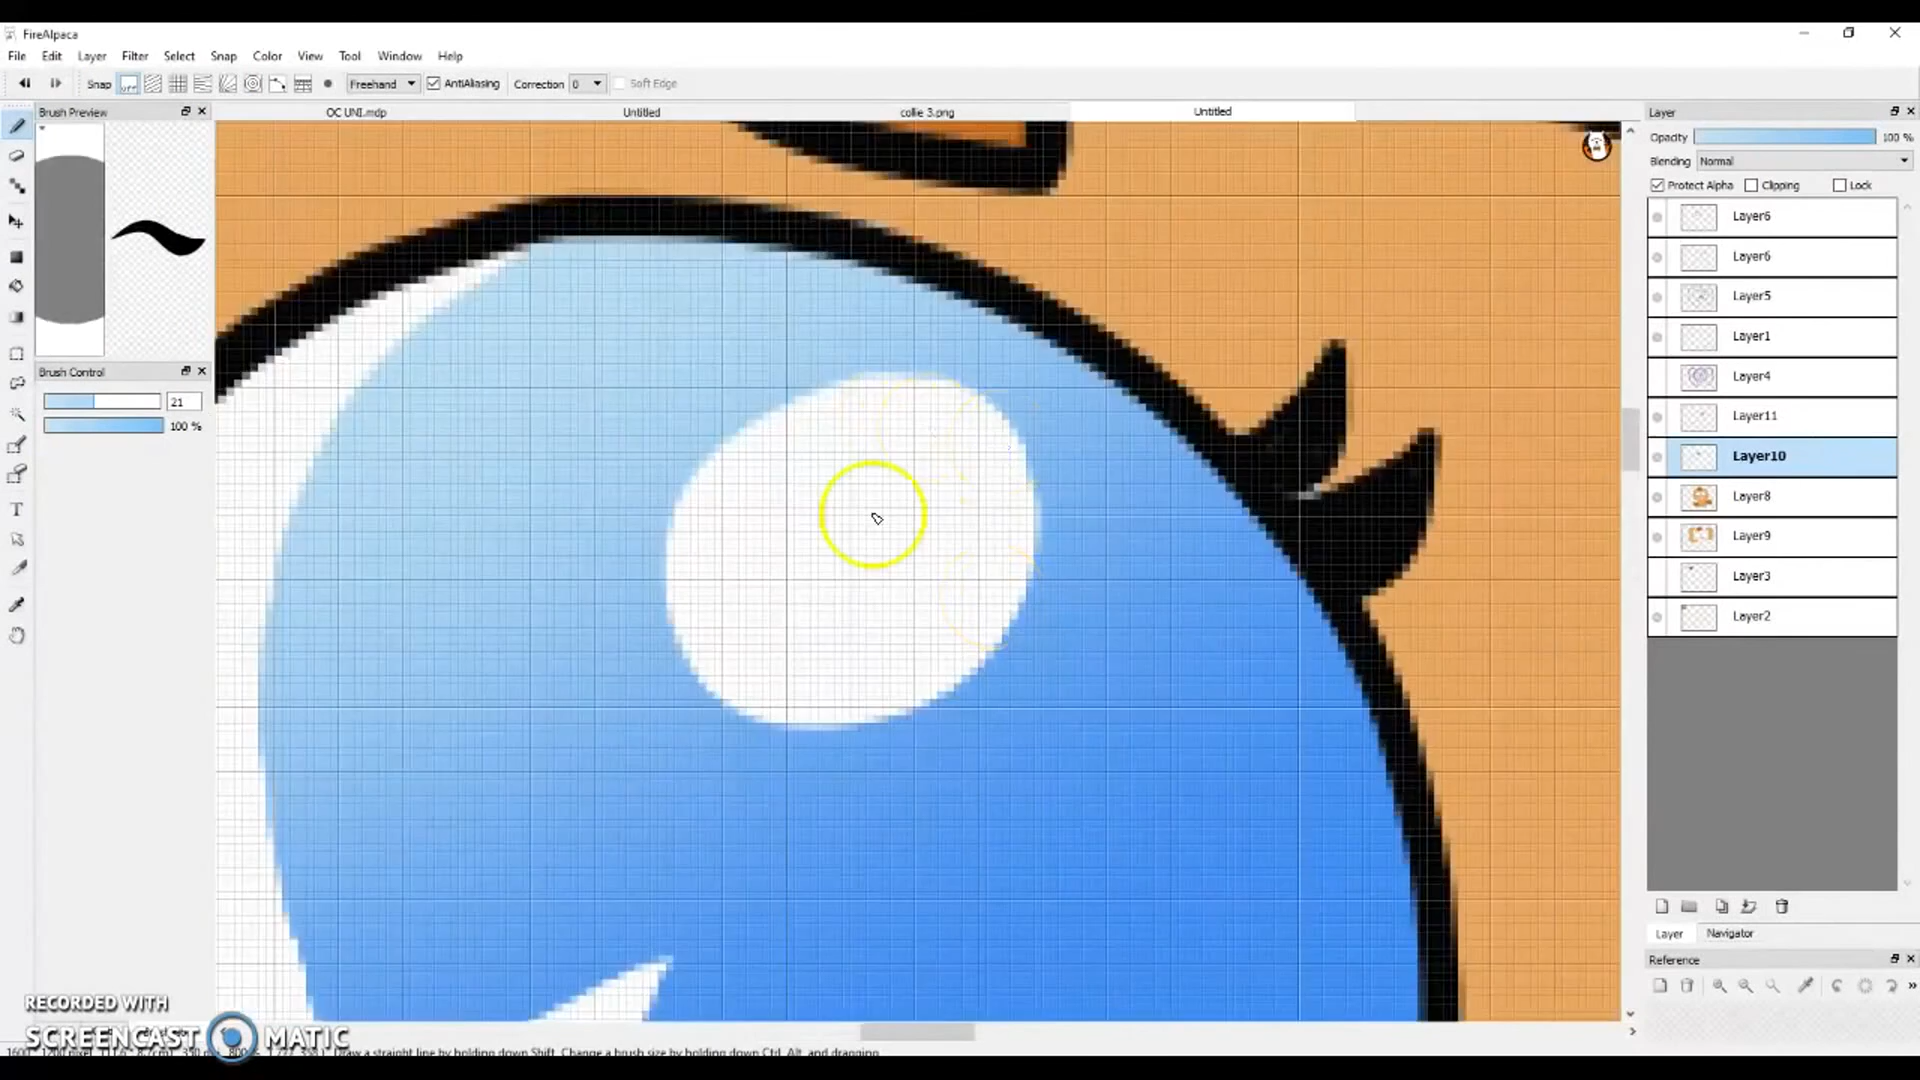 FireAlpaca
File Edit Layer Filter Select Snap Color View Tool Window Help
Snap OFF Freehand AntiAliasing Correction 0 Soft Edge
Brush Preview OC UNI.mdp Untitled collie 3.png Untitled Layer
Opacity 100 %
Blending Normal
Protect Alpha Clipping Lock
Layer6
Layer6
Layer5
Layer1
Layer4
Layer11
Layer10
Layer8
Layer9
Layer3
Layer2
Brush Control
21
100 %
T
Layer Navigator
Reference
RECORDED WITH
SCREENCAST MATIC
Draw a straight line by holding down Shift, Change a brush size by holding down Ctrl, Alt, and dragging